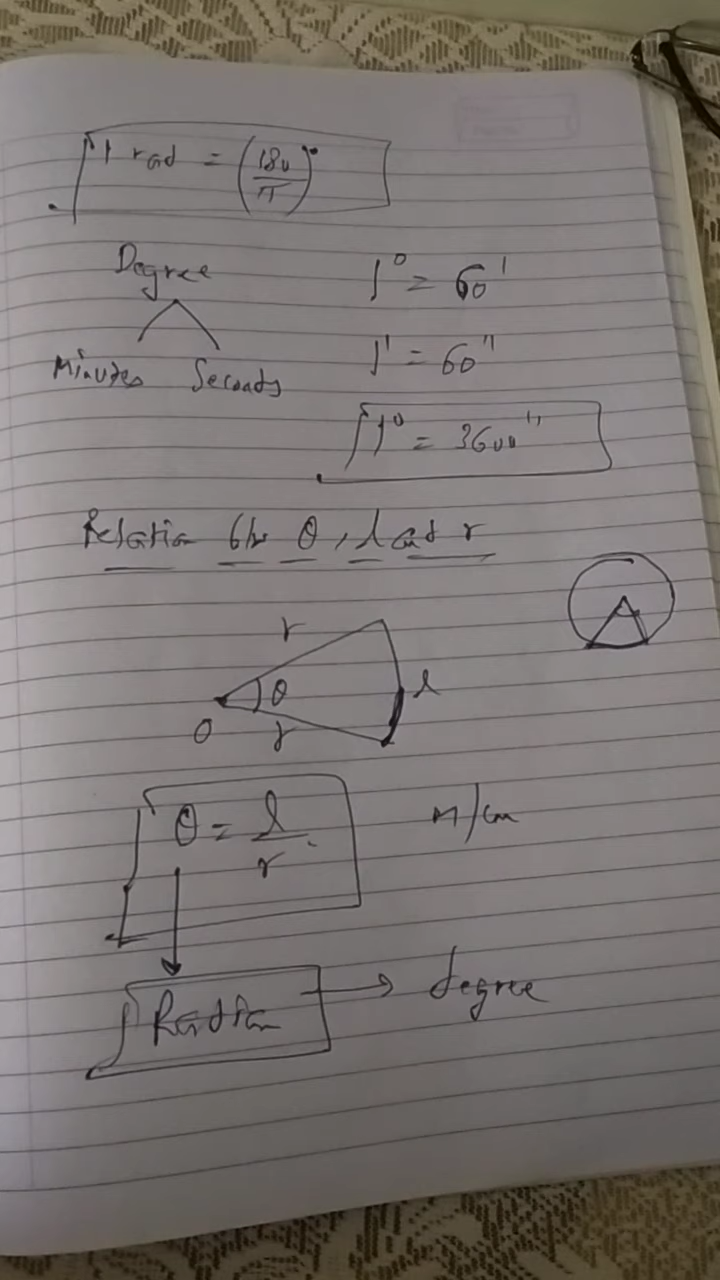 1 rad = (180/π)°
Degree
Minutes Seconds
1° = 60'
1' = 60"
1° = 3600"
Relation b/w θ, l and r
r
θ
l
O
r
θ = l/r
m/cm
Radian → degree